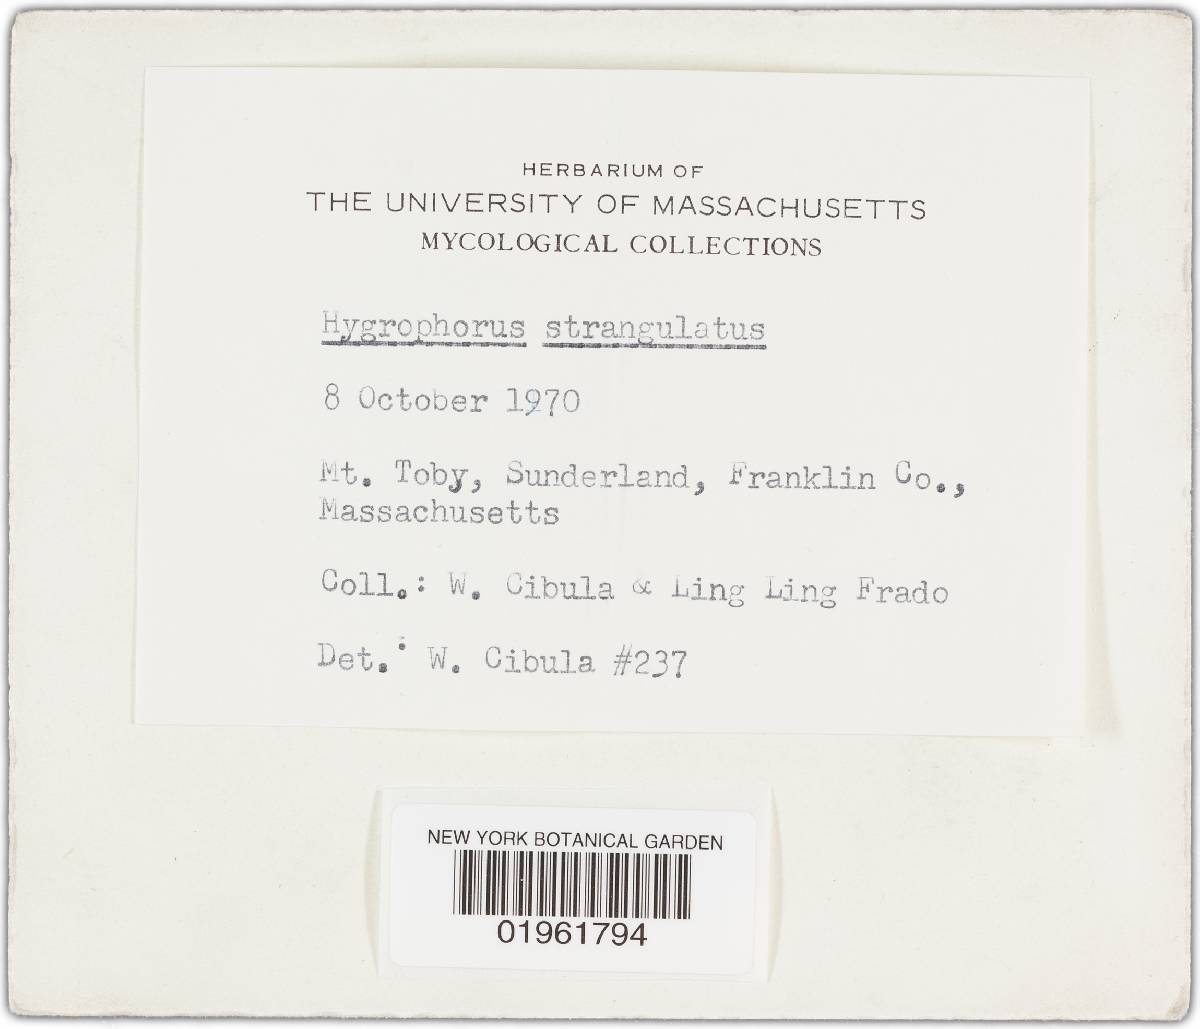 HERBARIUM OF
THE UNIVERSITY OF MASSACHUSETTS
MYCOLOGICAL COLLECTIONS
Hygrophorus strangulatus
8 October 1970
Mt. Toby, Sunderland, Franklin Co.,
Massachusetts
Coll.: W. Cibula & Ling Ling Frado
Det.: W. Cibula #237
NEW YORK BOTANICAL GARDEN
01961794